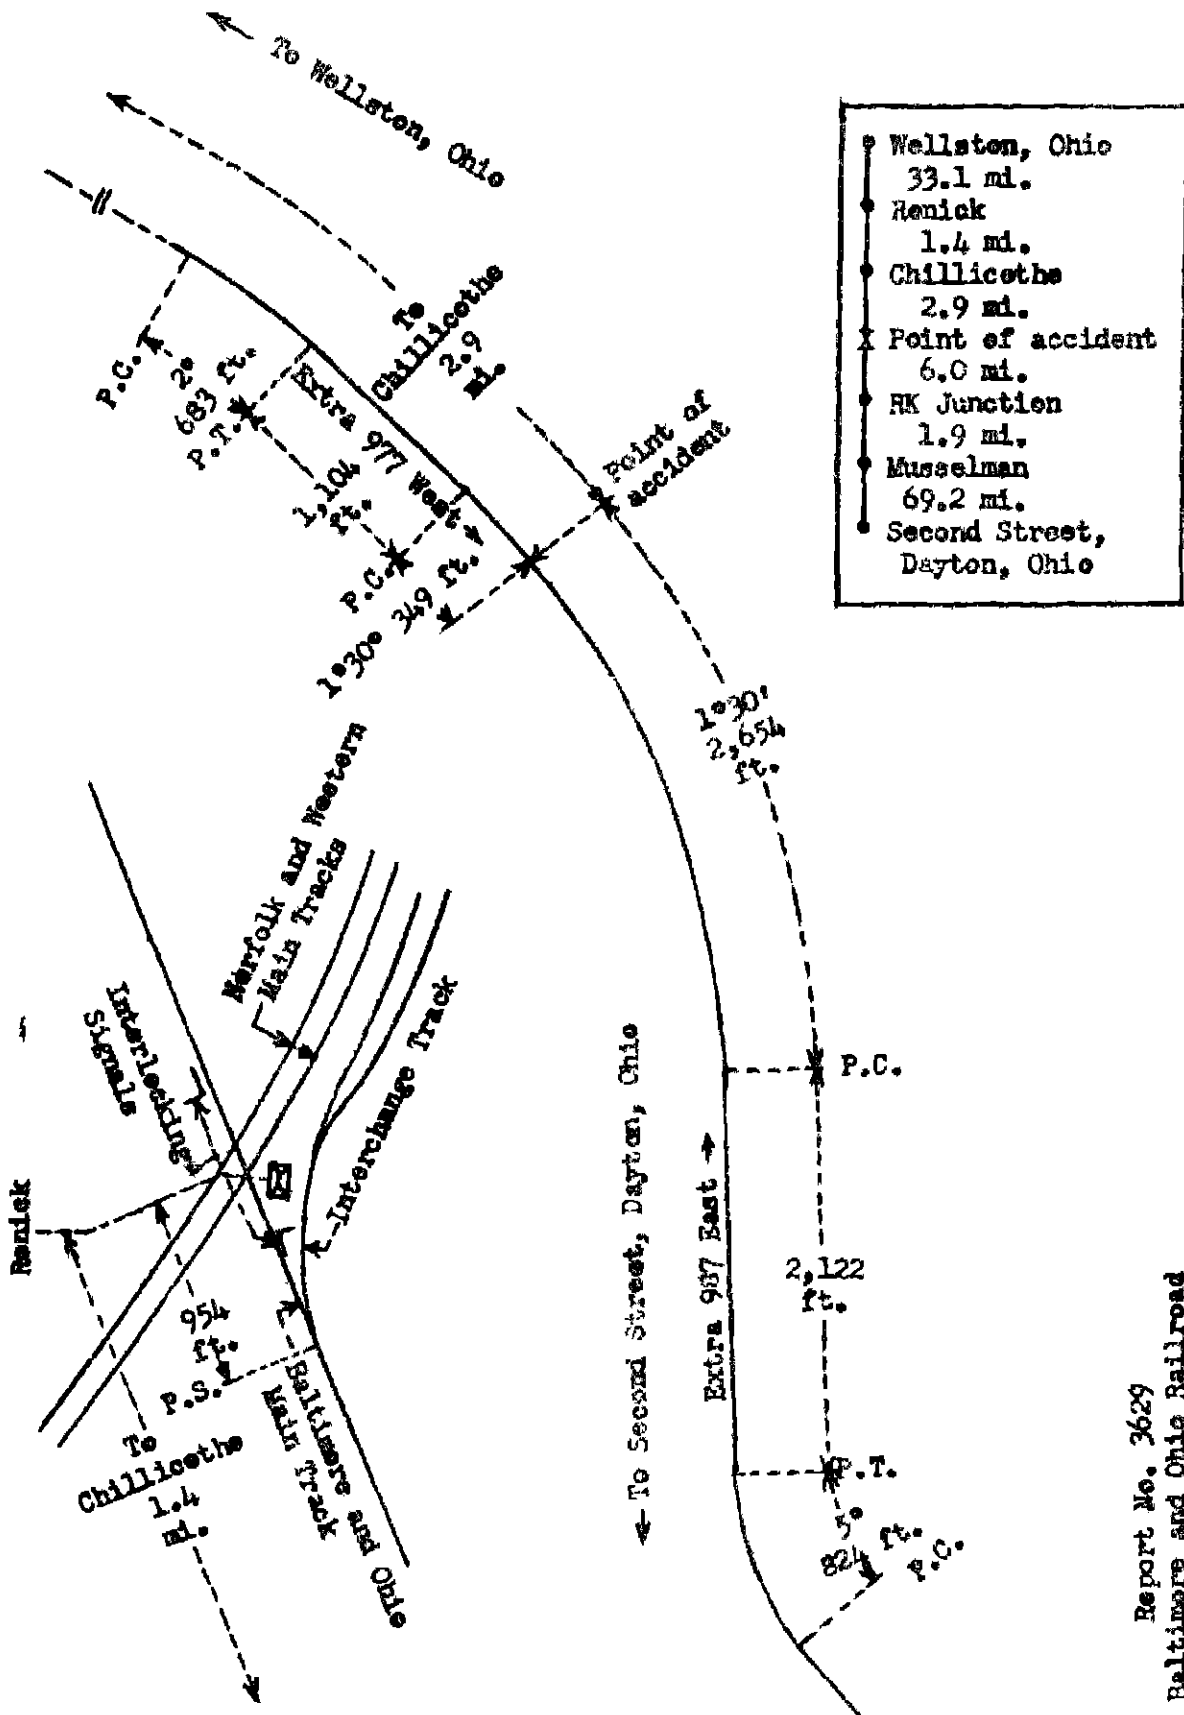 To Wellston, Ohio
To
Chillicothe
2.9
mi.
P.C.
2°
683 ft.
P.T.
Extra 977 West
1,104
ft.
P.C.
1°30° 349 ft.
Point of
accident
1°30'
2,654
ft.
P.C.
2,122
ft.
P.T.
5°
824 ft.
P.C.
Extra 987 East
To Second Street, Dayton, Ohio
Wellston, Ohio
33.1 mi.
Renick
1.4 mi.
Chillicothe
2.9 mi.
Point of accident
6.0 mi.
RK Junction
1.9 mi.
Musselman
69.2 mi.
Second Street,
Dayton, Ohio
Norfolk and Western
Main Tracks
Interlocking
Signals
Interchange Track
Renick
954
ft.
P.S.
To
Chillicothe
1.4
mi.
Baltimore and Ohio
Main Track
Report No. 3629
Baltimore and Ohio Railroad